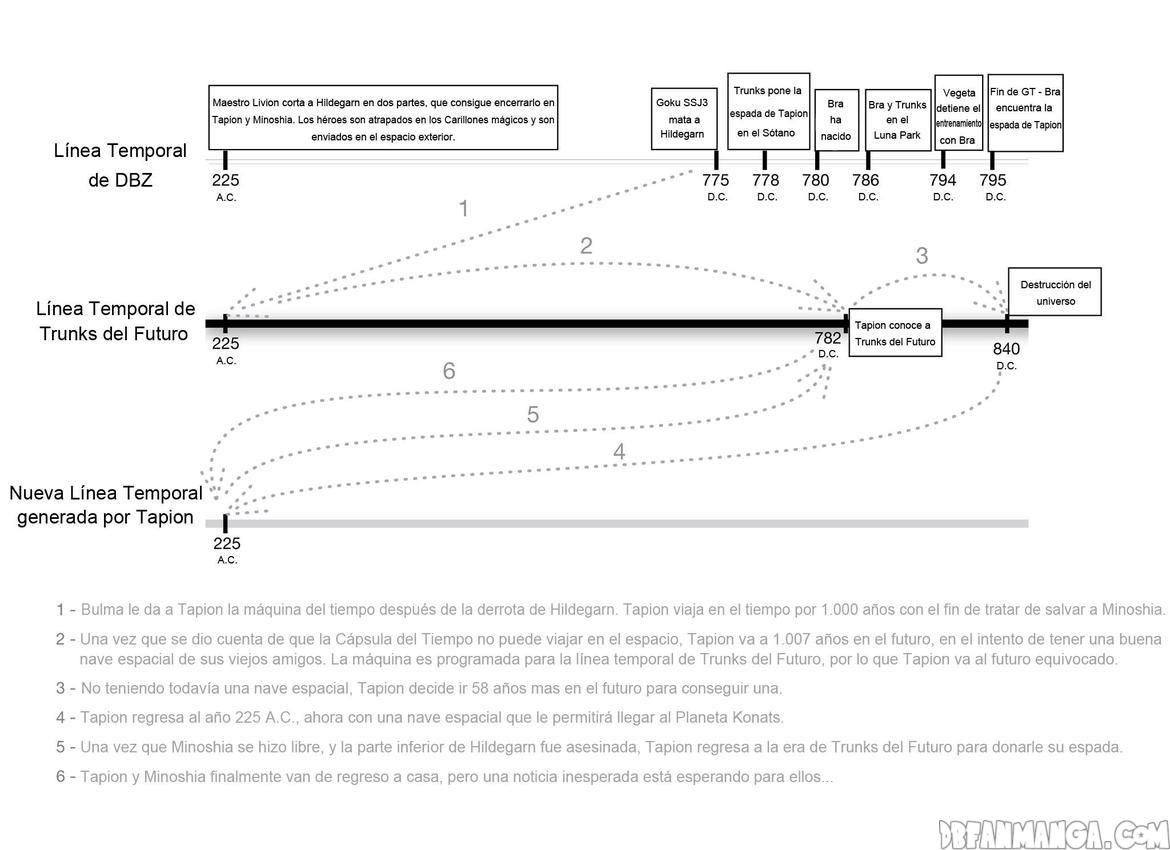 Maestro Livion corta a Hildegarn en dos partes, que consigue encerrarlo en
Tapion y Minoshia. Los héroes son atrapados en los Carillones mágicos y son
enviados en el espacio exterior.
Goku SSJ3
mata a
Hildegarn
Trunks pone la
espada de Tapion
en el Sótano
Bra
ha
nacido
Bra y Trunks
en el
Luna Park
Vegeta
detiene el
entrenamiento
con Bra
Fin de GT - Bra
encuentra la
espada de Tapion
Línea Temporal
de DBZ
225
A.C.
775
D.C.
778
D.C.
780
D.C.
786
D.C.
794
D.C.
795
D.C.
1
2
3
Línea Temporal de
Trunks del Futuro
225
A.C.
782
D.C.
Tapion conoce a
Trunks del Futuro
Destrucción del
universo
840
D.C.
6
5
4
Nueva Línea Temporal
generada por Tapion
225
A.C.
1 - Bulma le da a Tapion la máquina del tiempo después de la derrota de Hildegarn. Tapion viaja en el tiempo por 1.000 años con el fin de tratar de salvar a Minoshia.
2 - Una vez que se dio cuenta de que la Cápsula del Tiempo no puede viajar en el espacio, Tapion va a 1.007 años en el futuro, en el intento de tener una buena
nave espacial de sus viejos amigos. La máquina es programada para la línea temporal de Trunks del Futuro, por lo que Tapion va al futuro equivocado.
3 - No teniendo todavía una nave espacial, Tapion decide ir 58 años mas en el futuro para conseguir una.
4 - Tapion regresa al año 225 A.C., ahora con una nave espacial que le permitirá llegar al Planeta Konats.
5 - Una vez que Minoshia se hizo libre, y la parte inferior de Hildegarn fue asesinada, Tapion regresa a la era de Trunks del Futuro para donarle su espada.
6 - Tapion y Minoshia finalmente van de regreso a casa, pero una noticia inesperada está esperando para ellos...
DBFANMANGA.COM